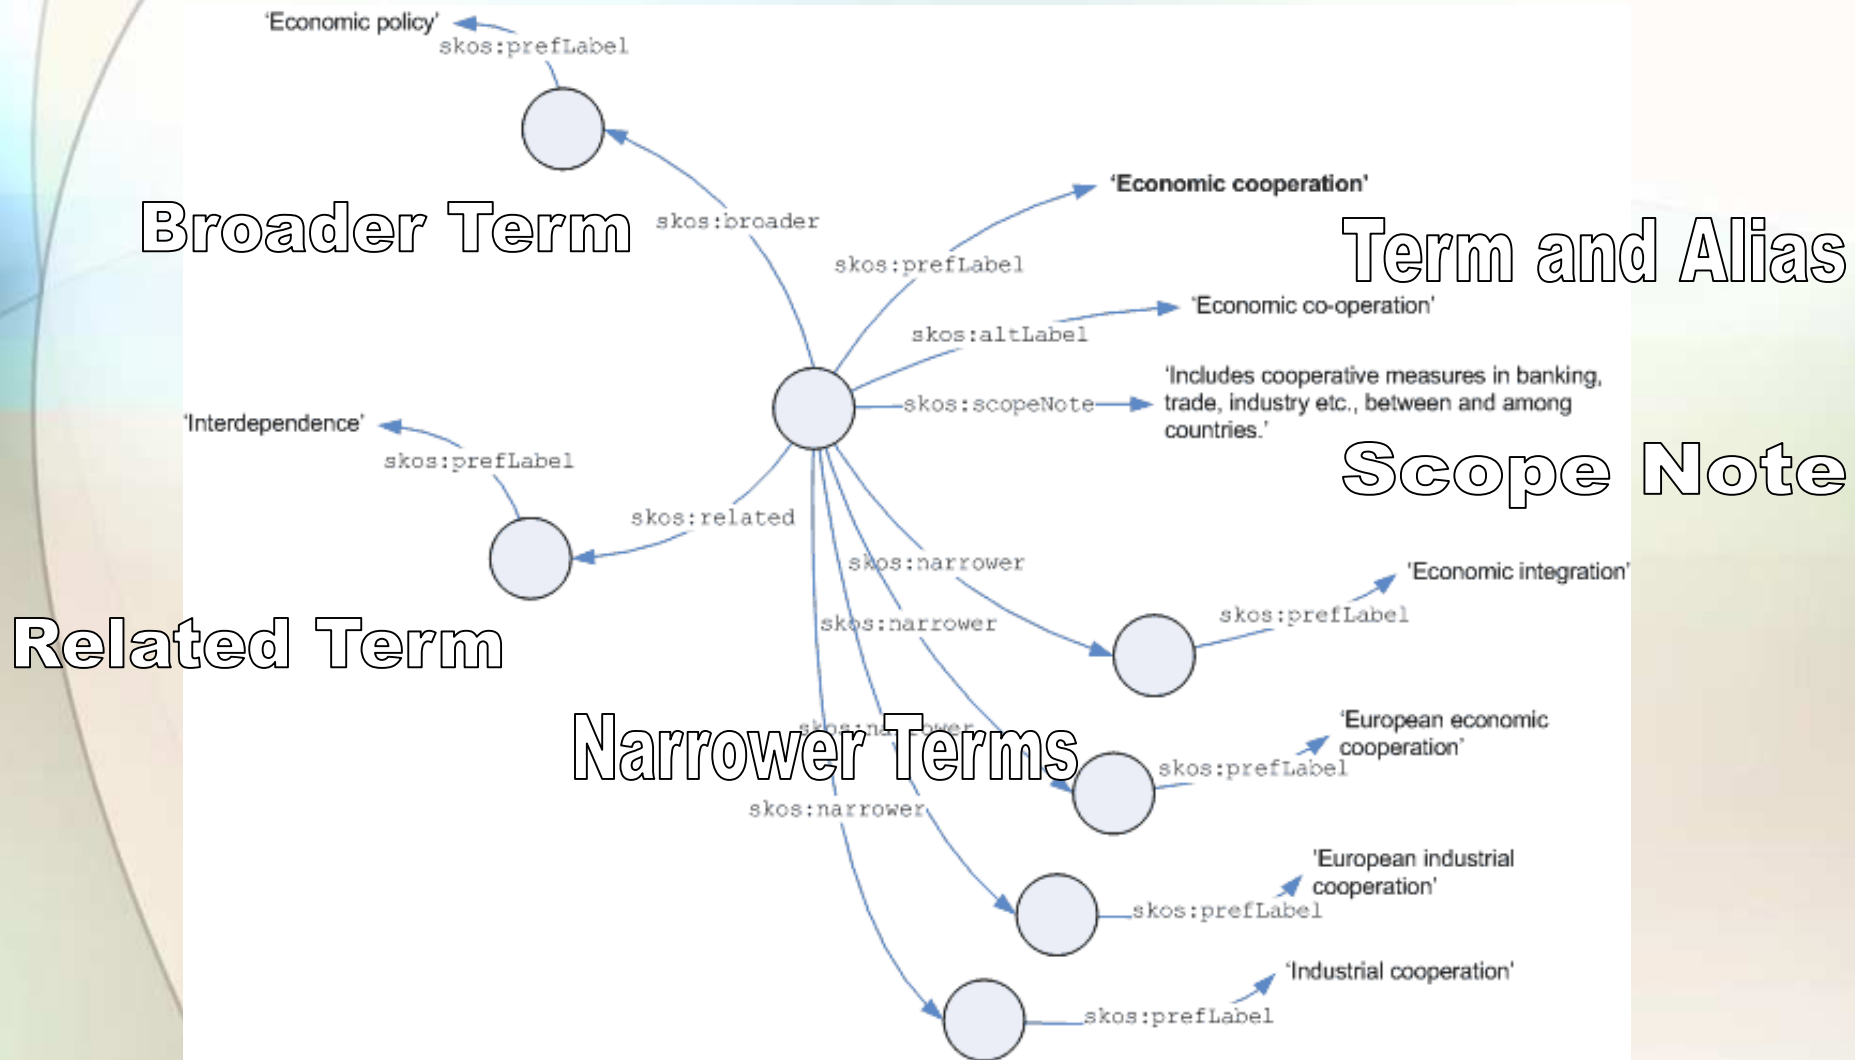 'Economic policy'
skos:prefLabel
'Economic cooperation'
Broader Term
skos:broader
Term and Alias
skos:prefLabel
'Economic co-operation'
skos:altLabel
'Includes cooperative measures in banking,
trade, industry etc., between and among
countries.'
skos:scopeNote
'Interdependence'
skos:prefLabel
Scope Note
skos:related
skos:narrower
'Economic integration'
skos:prefLabel
skos:narrower
Related Term
skos:narrower
Narrower Terms
'European economic
cooperation'
skos:prefLabel
skos:narrower
'European industrial
cooperation'
skos:prefLabel
'Industrial cooperation'
skos:prefLabel